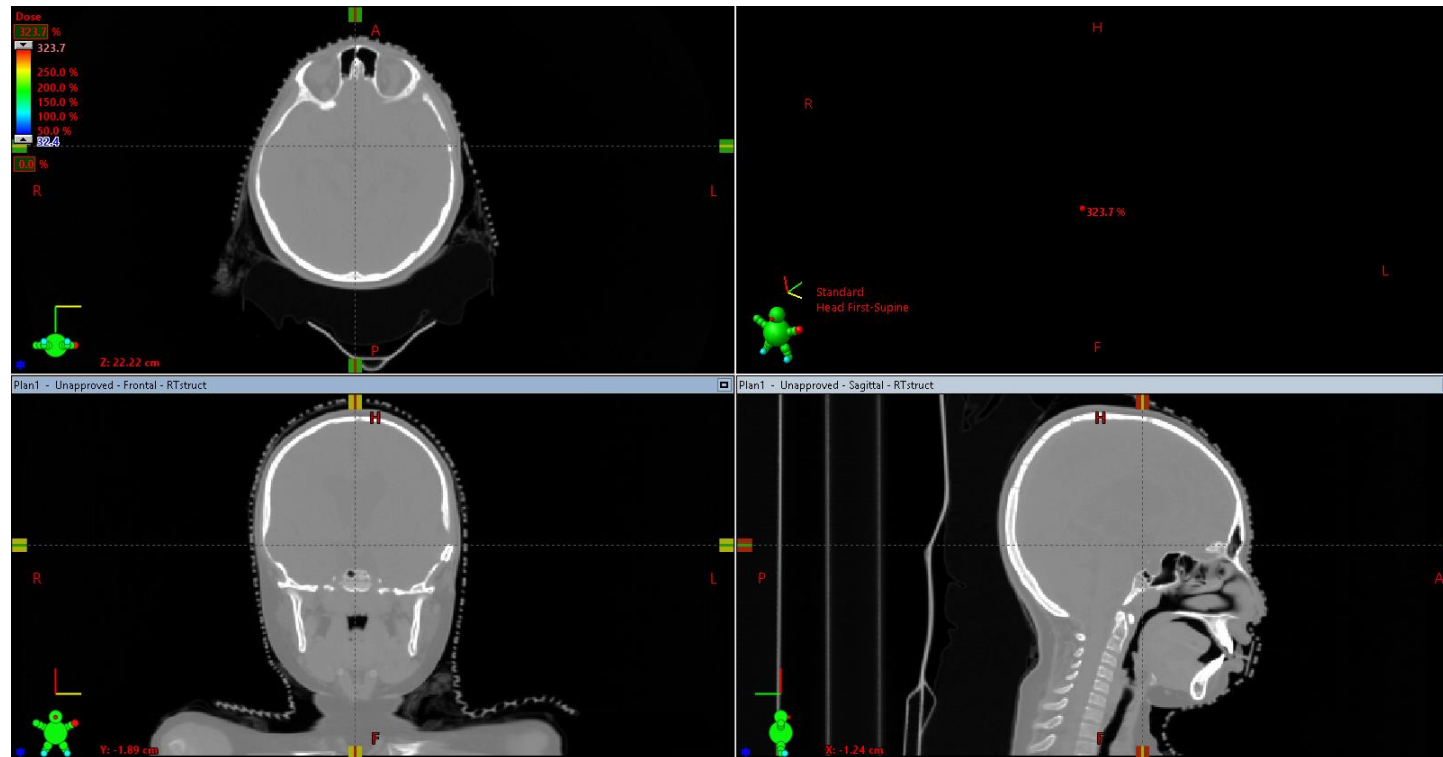 Dose
323.7 %
323.7
250.0 %
200.0 %
150.0 %
100.0 %
50.0 %
32.4
0.0 %
A
R
L
P
Z: 22.22 cm
H
R
323.7 %
L
Standard
Head First-Supine
F
Plan1 - Unapproved - Frontal - RTstruct
H
R
L
F
Y: -1.89 cm
Plan1 - Unapproved - Sagittal - RTstruct
H
P
A
F
X: -1.24 cm